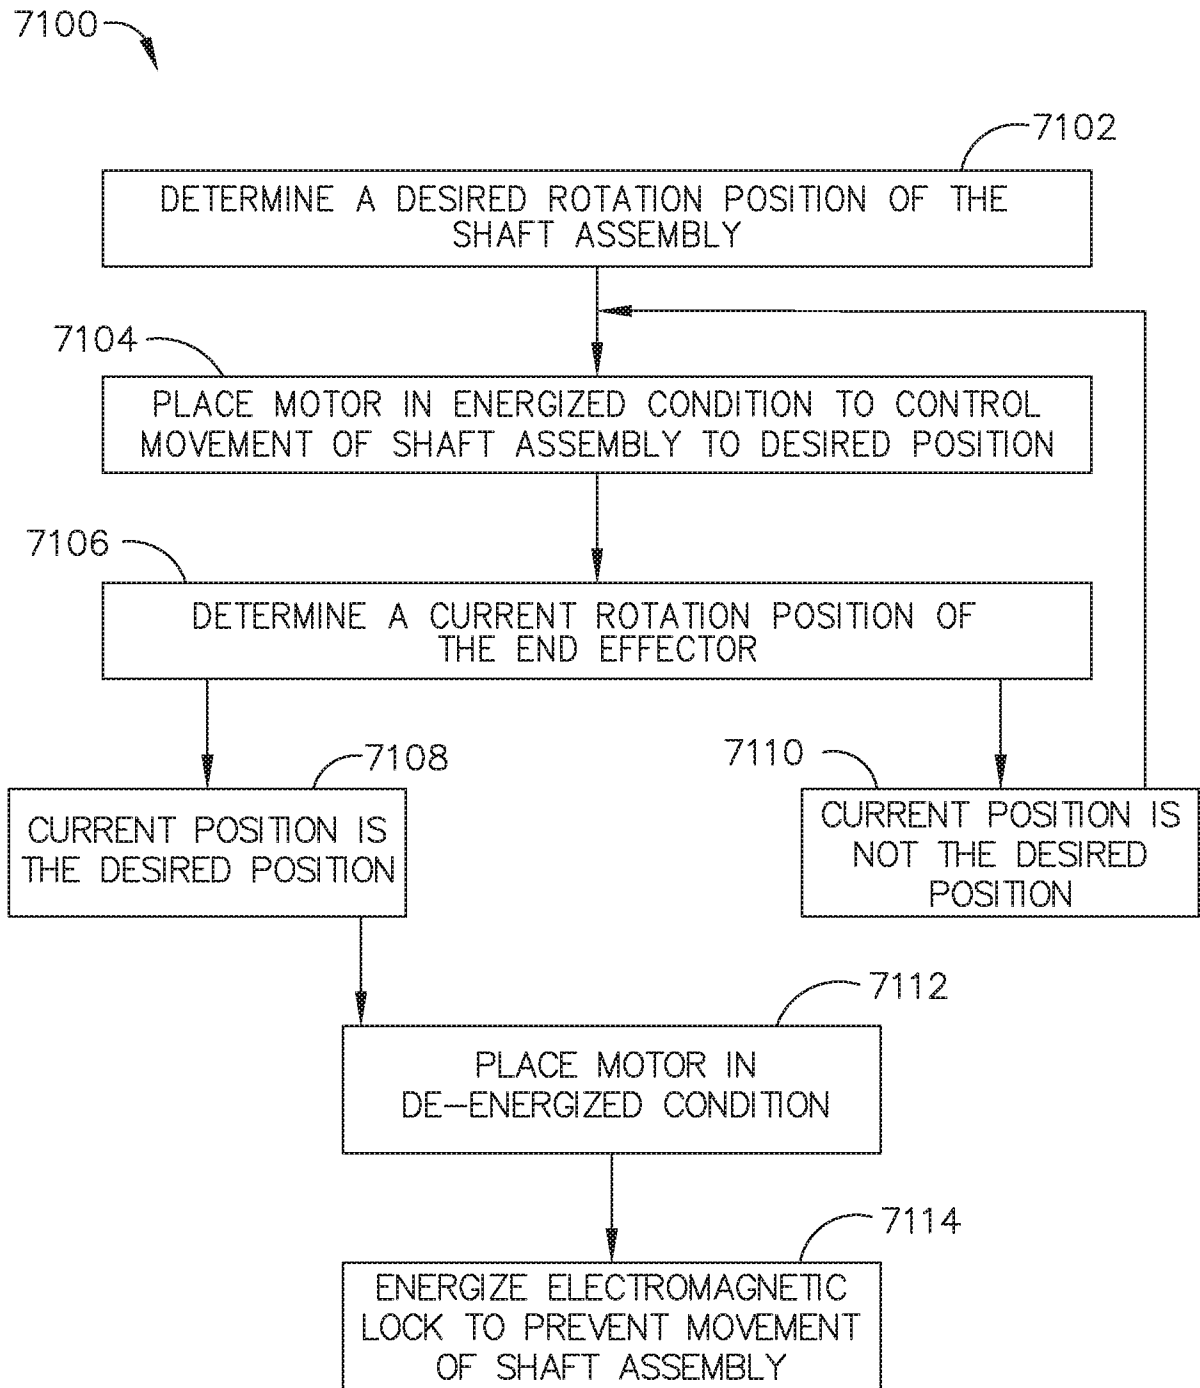 7100
7102
DETERMINE A DESIRED ROTATION POSITION OF THE
SHAFT ASSEMBLY
7104
PLACE MOTOR IN ENERGIZED CONDITION TO CONTROL
MOVEMENT OF SHAFT ASSEMBLY TO DESIRED POSITION
7106
DETERMINE A CURRENT ROTATION POSITION OF
THE END EFFECTOR
7108
CURRENT POSITION IS
THE DESIRED POSITION
7110
CURRENT POSITION IS
NOT THE DESIRED
POSITION
7112
PLACE MOTOR IN
DE-ENERGIZED CONDITION
7114
ENERGIZE ELECTROMAGNETIC
LOCK TO PREVENT MOVEMENT
OF SHAFT ASSEMBLY